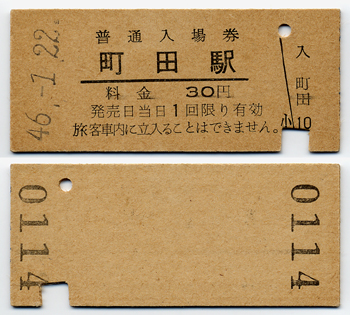 46.-1.22
普通入場券
町田駅
料金 30円
発売日当日1回限り有効
旅客車内に立入ることはできません。
入
町田
小10
0114
0114